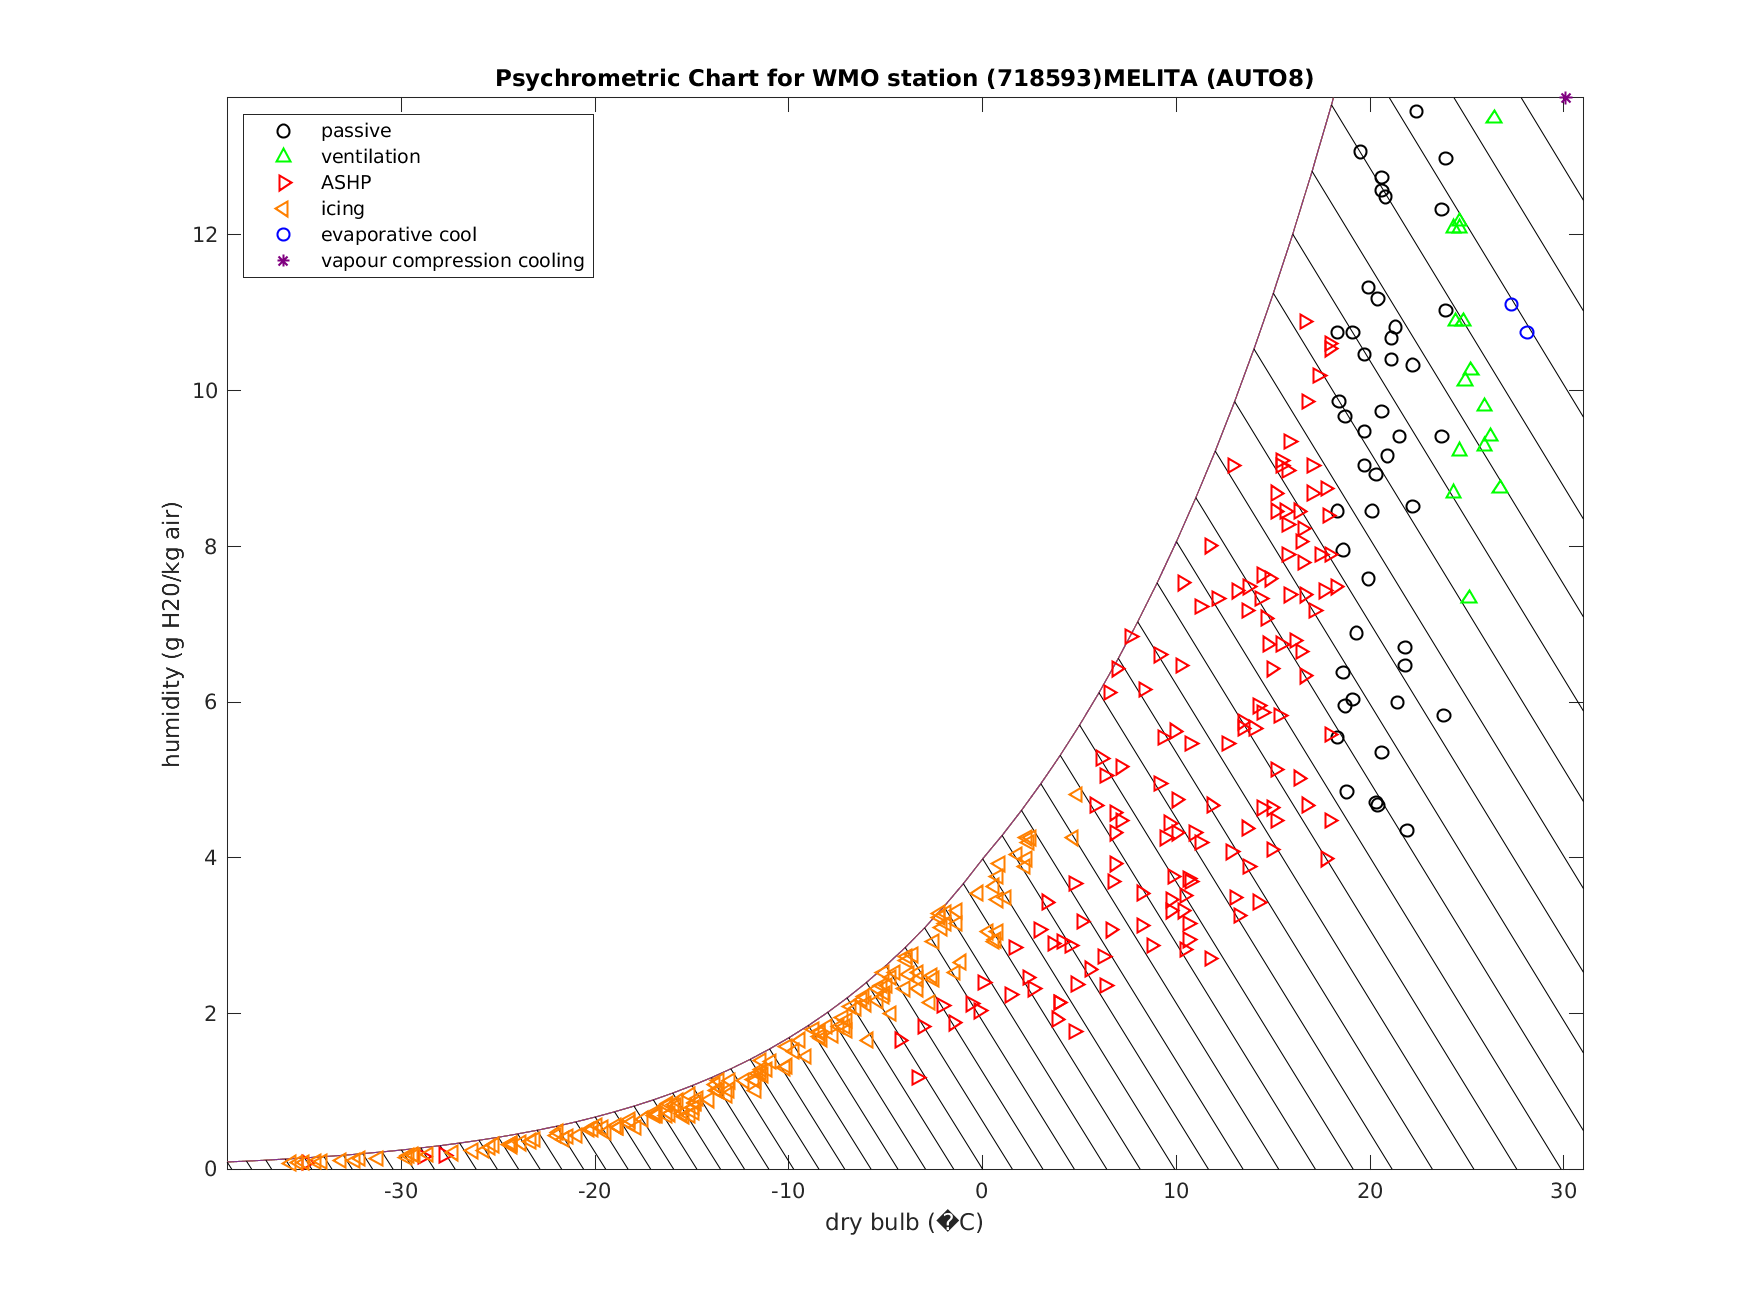 Psychrometric Chart for WMO station (718593)MELITA (AUTO8)
passive
ventilation
ASHP
icing
evaporative cool
vapour compression cooling
humidity (g H20/kg air)
12
10
8
6
4
2
0
-30 -20 -10 0 10 20 30
dry bulb (�C)